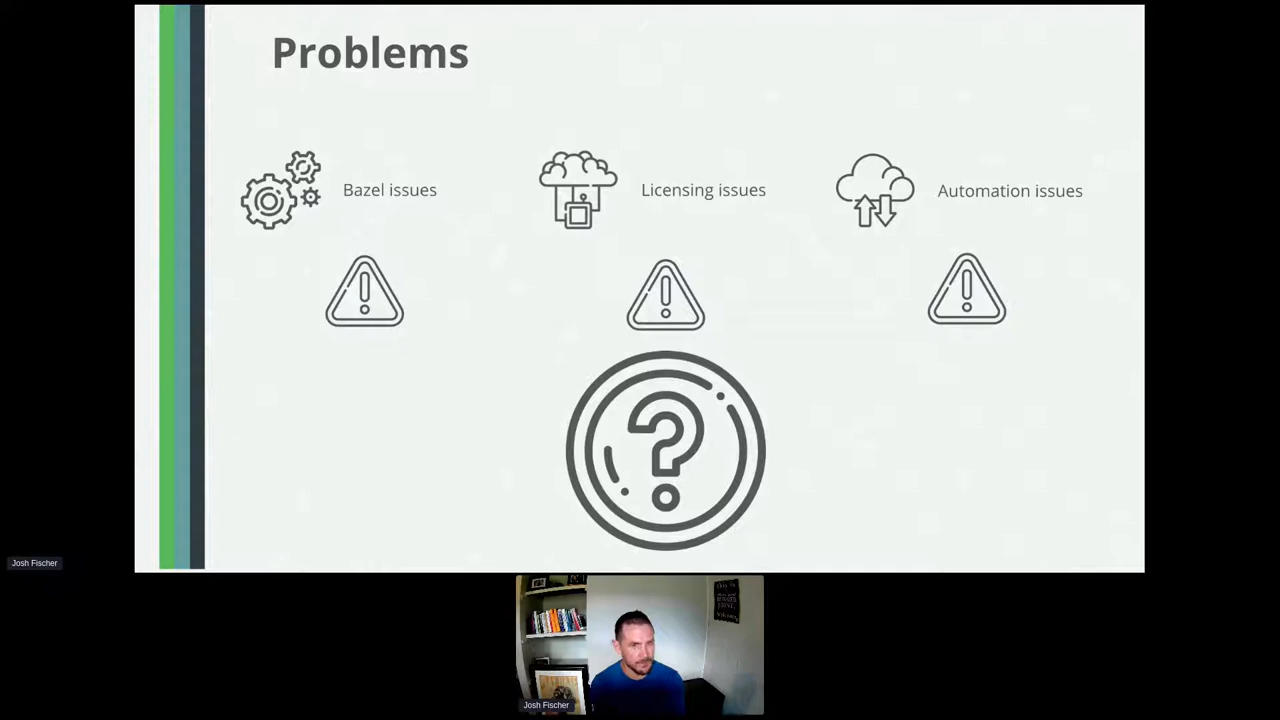 Problems
Bazel issues
Licensing issues
Automation issues
Josh Fischer
Josh Fischer